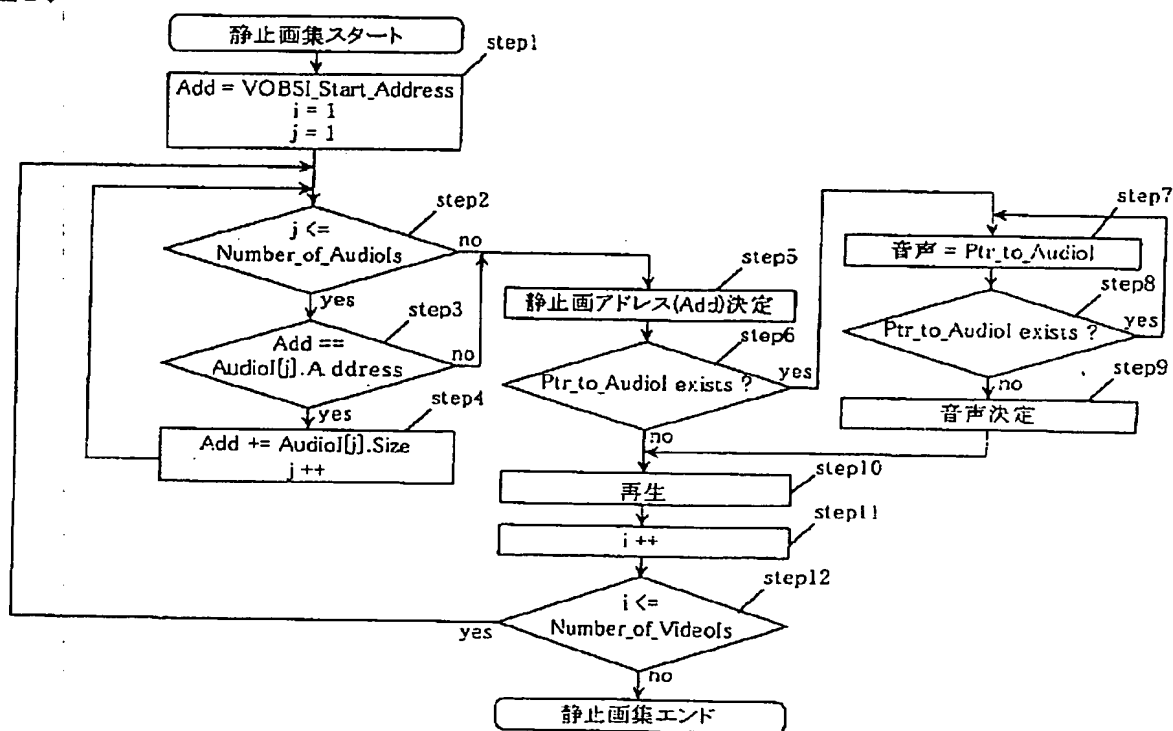 静止画集スタート
step1
Add = VOBSI_Start_Address
i = 1
j = 1
step2
j <=
Number_of_AudioIs
no
yes
step3
Add ==
AudioI[j].Address
no
yes
step4
Add += AudioI[j].Size
j ++
step5
静止画アドレス(Add)決定
step6
Ptr_to_AudioI exists ?
yes
no
step7
音声 = Ptr_to_AudioI
step8
Ptr_to_AudioI exists ?
yes
no
step9
音声決定
step10
再生
step11
i ++
step12
i <=
Number_of_VideoIs
yes
no
静止画集エンド